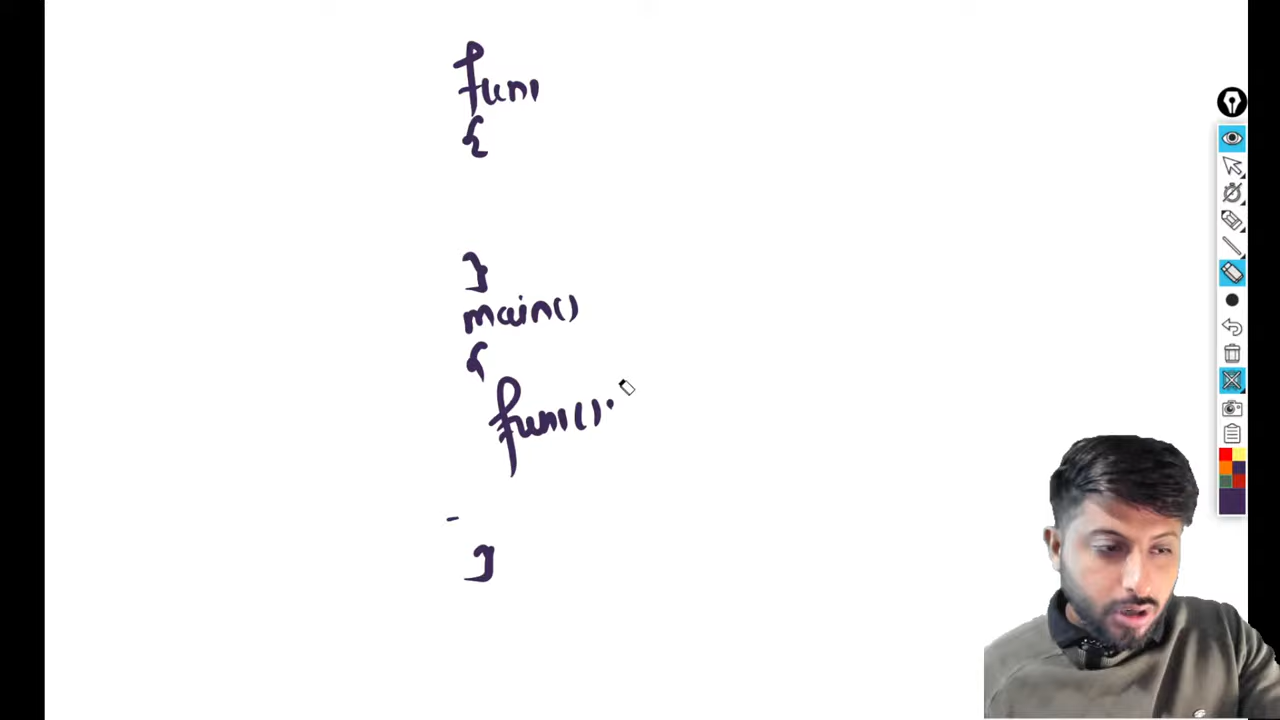 fun1
{
}
main()
{
fun1().
}